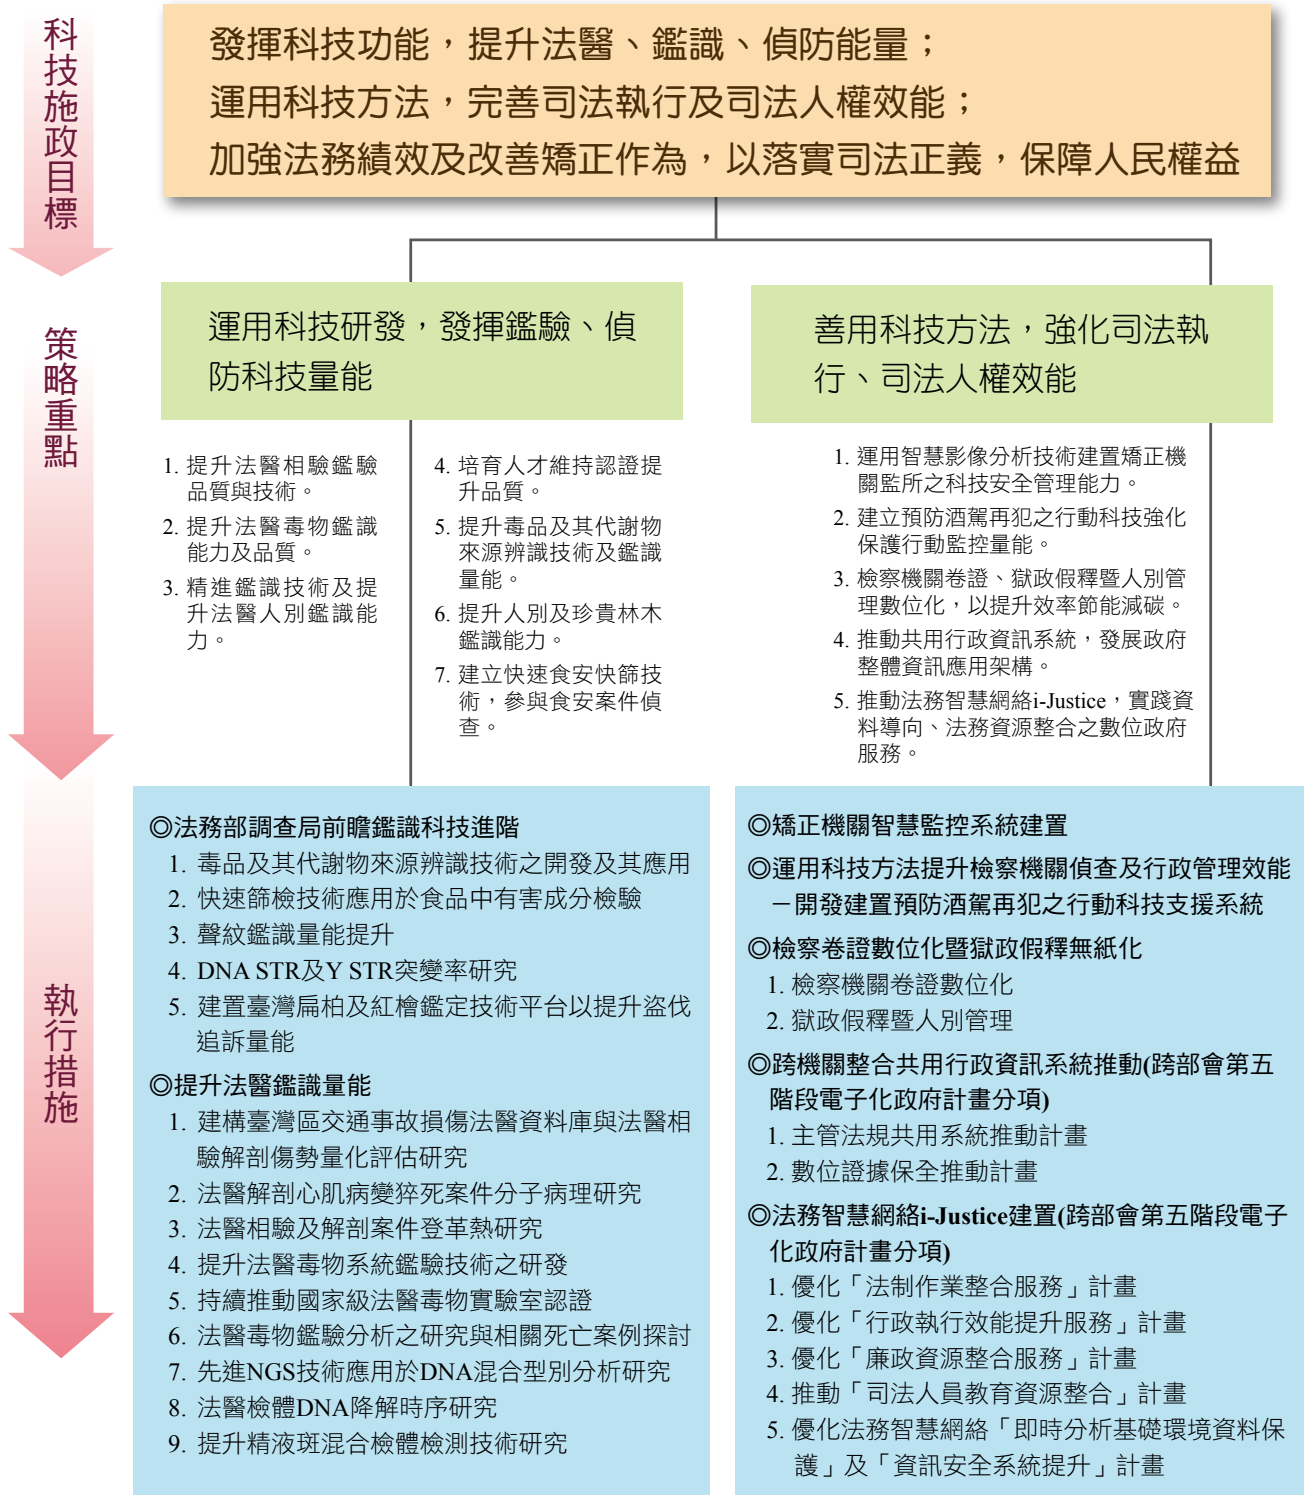 科技施政目標
發揮科技功能，提升法醫、鑑識、偵防能量；
運用科技方法，完善司法執行及司法人權效能；
加強法務績效及改善矯正作為，以落實司法正義，保障人民權益
策略重點
運用科技研發，發揮鑑驗、偵
防科技量能
1. 提升法醫相驗鑑驗
品質與技術。
2. 提升法醫毒物鑑識
能力及品質。
3. 精進鑑識技術及提
升法醫人別鑑識能
力。
4. 培育人才維持認證提
升品質。
5. 提升毒品及其代謝物
來源辨識技術及鑑識
量能。
6. 提升人別及珍貴林木
鑑識能力。
7. 建立快速食安快篩技
術，參與食安案件偵
查。
善用科技方法，強化司法執
行、司法人權效能
1. 運用智慧影像分析技術建置矯正機
關監所之科技安全管理能力。
2. 建立預防酒駕再犯之行動科技強化
保護行動監控量能。
3. 檢察機關卷證、獄政假釋暨人別管
理數位化，以提升效率節能減碳。
4. 推動共用行政資訊系統，發展政府
整體資訊應用架構。
5. 推動法務智慧網絡i-Justice，實踐資
料導向、法務資源整合之數位政府
服務。
執行措施
◎法務部調查局前瞻鑑識科技進階
1. 毒品及其代謝物來源辨識技術之開發及其應用
2. 快速篩檢技術應用於食品中有害成分檢驗
3. 聲紋鑑識量能提升
4. DNA STR及Y STR突變率研究
5. 建置臺灣扁柏及紅檜鑑定技術平台以提升盜伐
追訴量能
◎提升法醫鑑識量能
1. 建構臺灣區交通事故損傷法醫資料庫與法醫相
驗解剖傷勢量化評估研究
2. 法醫解剖心肌病變猝死案件分子病理研究
3. 法醫相驗及解剖案件登革熱研究
4. 提升法醫毒物系統鑑驗技術之研發
5. 持續推動國家級法醫毒物實驗室認證
6. 法醫毒物鑑驗分析之研究與相關死亡案例探討
7. 先進NGS技術應用於DNA混合型別分析研究
8. 法醫檢體DNA降解時序研究
9. 提升精液斑混合檢體檢測技術研究
◎矯正機關智慧監控系統建置
◎運用科技方法提升檢察機關偵查及行政管理效能
－開發建置預防酒駕再犯之行動科技支援系統
◎檢察卷證數位化暨獄政假釋無紙化
1. 檢察機關卷證數位化
2. 獄政假釋暨人別管理
◎跨機關整合共用行政資訊系統推動(跨部會第五
階段電子化政府計畫分項)
1. 主管法規共用系統推動計畫
2. 數位證據保全推動計畫
◎法務智慧網絡i-Justice建置(跨部會第五階段電子
化政府計畫分項)
1. 優化「法制作業整合服務」計畫
2. 優化「行政執行效能提升服務」計畫
3. 優化「廉政資源整合服務」計畫
4. 推動「司法人員教育資源整合」計畫
5. 優化法務智慧網絡「即時分析基礎環境資料保
護」及「資訊安全系統提升」計畫